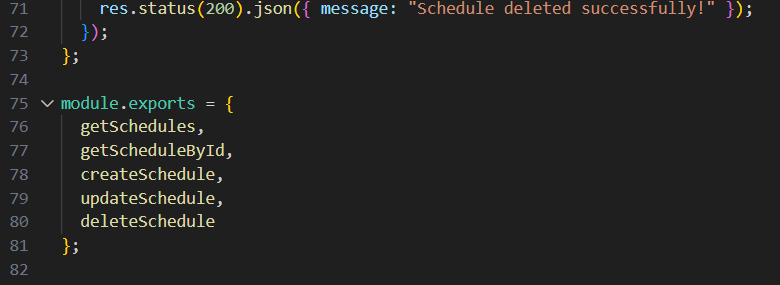 71 res.status(200).json({ message: "Schedule deleted successfully!" });
72 });
73 };
74
75 module.exports = {
76 getSchedules,
77 getScheduleById,
78 createSchedule,
79 updateSchedule,
80 deleteSchedule
81 };
82